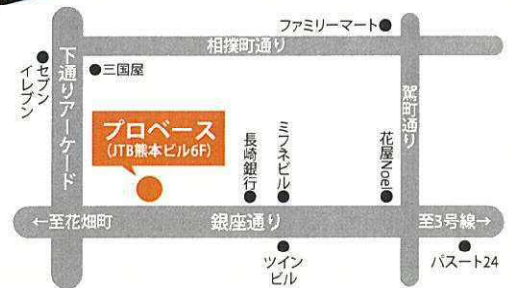 ファミリーマート
相撲町通り
セブン
イレブン
下通りアーケード
三国屋
駕町通り
プロベース
(JTB熊本ビル6F)
長崎銀行
ミフネビル
花屋Noel
←至花畑町
銀座通り
至3号線→
ツイン
ビル
パスート24